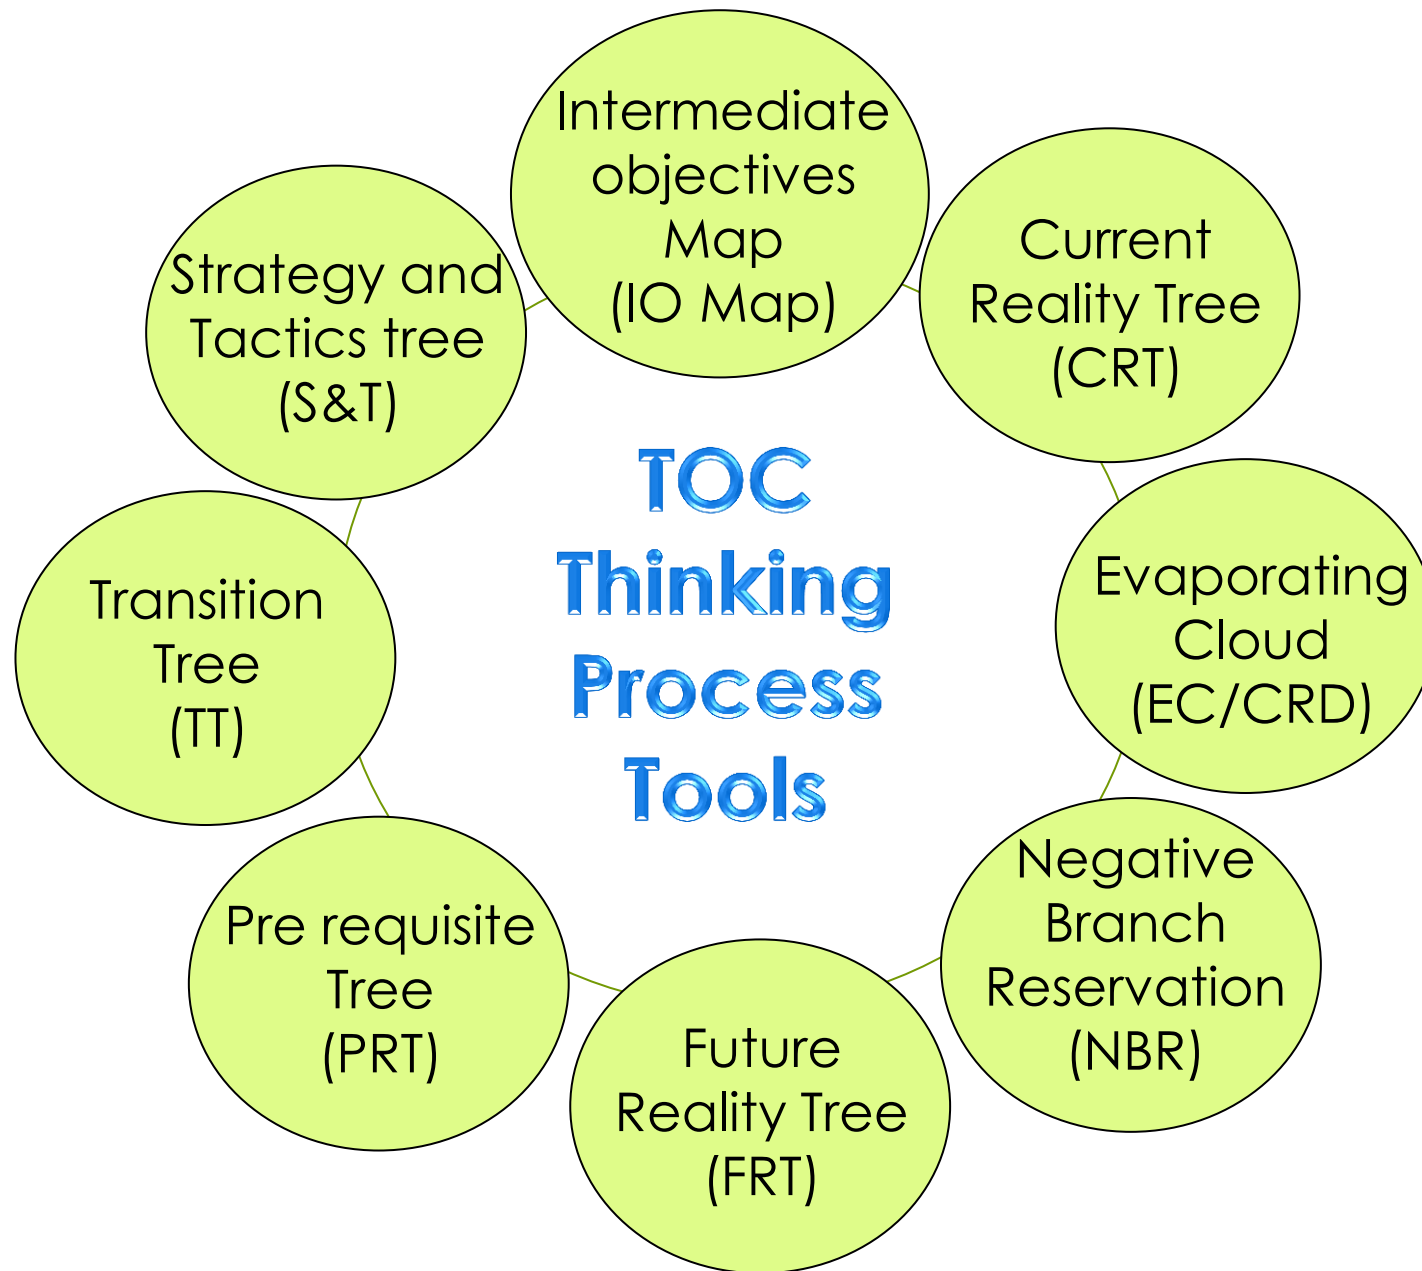 Intermediate
objectives
Map
(IO Map)
Current
Reality Tree
(CRT)
Evaporating
Cloud
(EC/CRD)
Negative
Branch
Reservation
(NBR)
Future
Reality Tree
(FRT)
Pre requisite
Tree
(PRT)
Transition
Tree
(TT)
Strategy and
Tactics tree
(S&T)
TOC
Thinking
Process
Tools